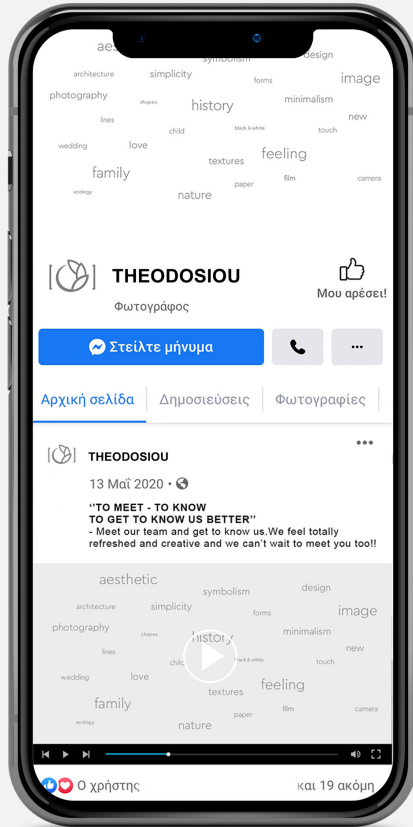 aes symbolism design
architecture simplicity forms image
photography shapes history minimalism
lines child black & white touch new
wedding love textures feeling
family paper film camera
ecology nature
THEODOSIOU
Φωτογράφος
Μου αρέσει!
Στείλτε μήνυμα
Αρχική σελίδα Δημοσιεύσεις Φωτογραφίες
THEODOSIOU
13 Μαΐ 2020
‘'TO MEET - TO KNOW
TO GET TO KNOW US BETTER’'
- Meet our team and get to know us.We feel totally
refreshed and creative and we can’t wait to meet you too!!
aesthetic symbolism design
architecture simplicity forms image
photography shapes history minimalism
lines child black & white touch new
wedding love textures feeling
family paper film camera
ecology nature
Ο χρήστης και 19 ακόμη